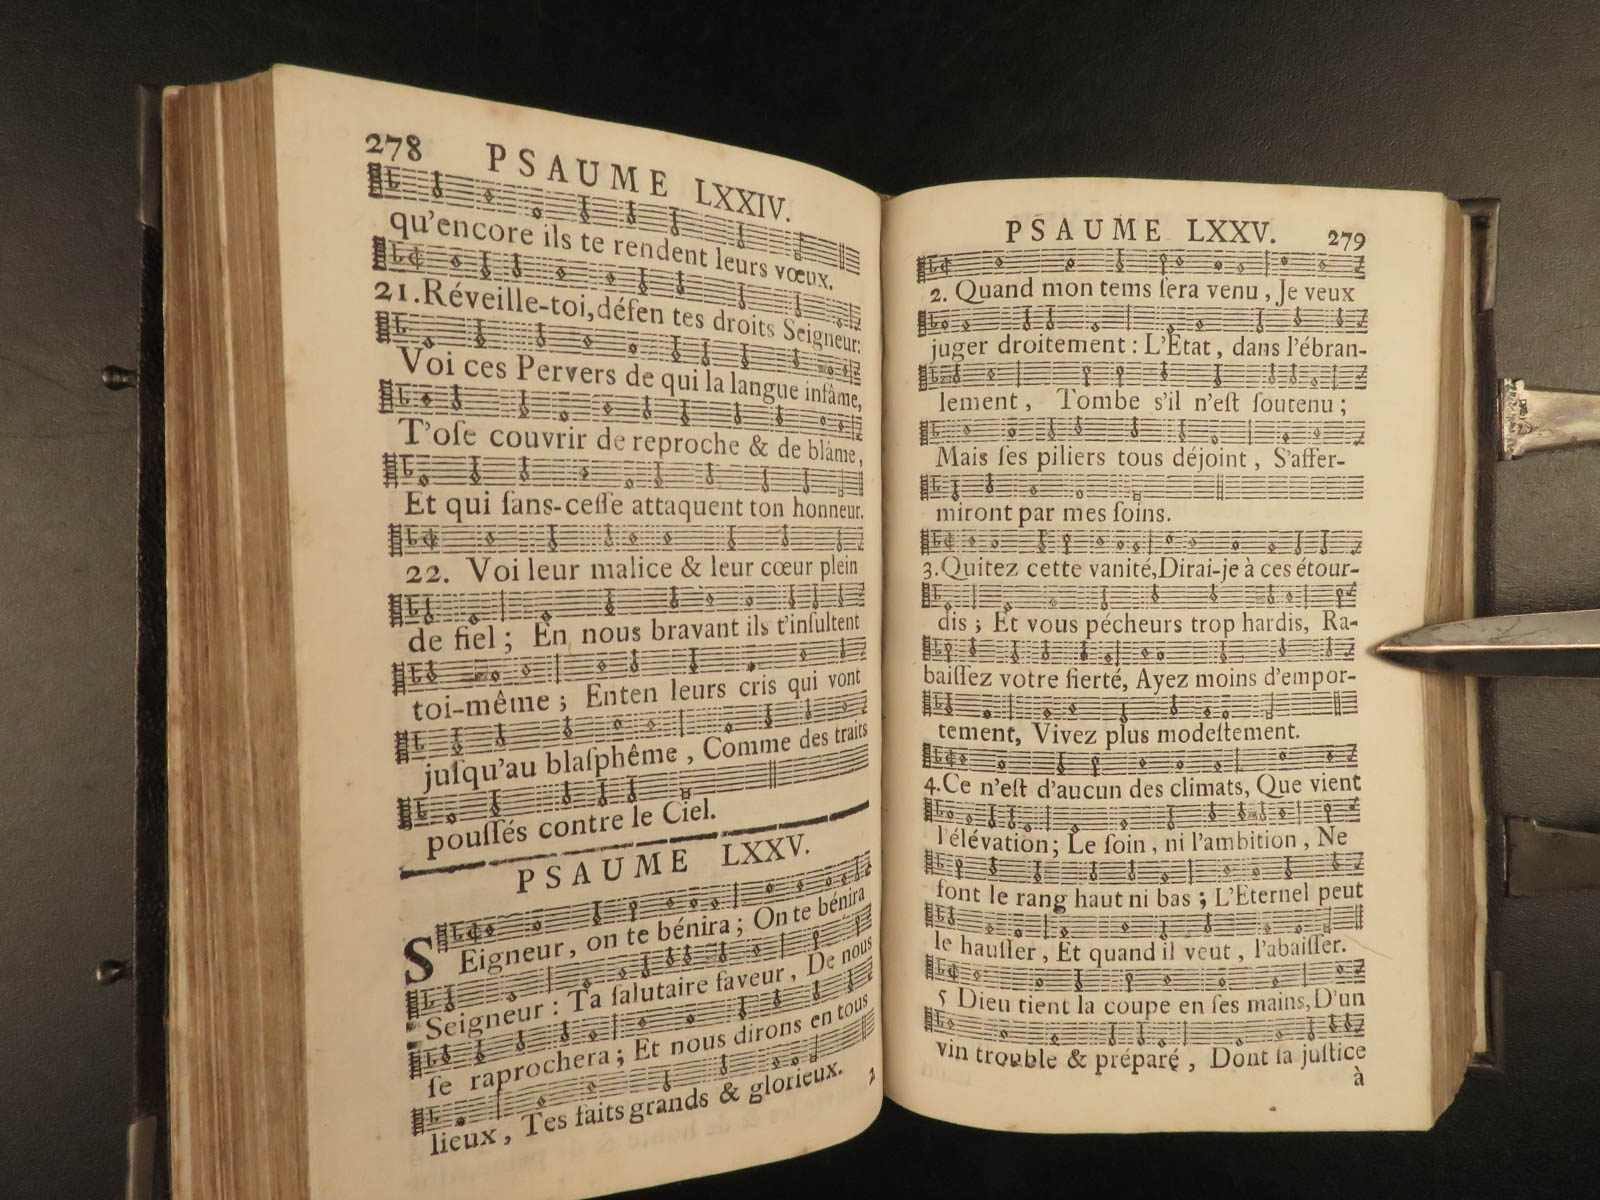 278 PSAUME LXXIV.
qu'encore ils te rendent leurs vœux.
21. Réveille-toi, défen tes droits Seigneur:
Voi ces Pervers de qui la langue infâme,
T'oſe couvrir de reproche & de blâme,
Et qui ſans-ceſſe attaquent ton honneur.
22. Voi leur malice & leur cœur plein
de fiel ; En nous bravant ils t'inſultent
toi-même ; Enten leurs cris qui vont
juſqu'au blaſphême , Comme des traits
pouſſés contre le Ciel.
PSAUME LXXV.
SEigneur, on te bénira ; On te bénira
Seigneur : Ta ſalutaire faveur , De nous
ſe raprochera ; Et nous dirons en tous
lieux , Tes faits grands & glorieux.
2
PSAUME LXXV. 279
2. Quand mon tems ſera venu , Je veux
juger droitement : L'Etat , dans l'ébran-
lement , Tombe s'il n'eſt ſoutenu ;
Mais ſes piliers tous déjoint , S'affer-
miront par mes ſoins.
3. Quitez cette vanité, Dirai-je à ces étour-
dis ; Et vous pécheurs trop hardis, Ra-
baiſſez votre fierté, Ayez moins d'empor-
tement, Vivez plus modeſtement.
4. Ce n'eſt d'aucun des climats, Que vient
l'élévation; Le ſoin , ni l'ambition , Ne
font le rang haut ni bas ; L'Eternel peut
le hauſſer , Et quand il veut , l'abaiſſer.
5 Dieu tient la coupe en ſes mains, D'un
vin trouble & préparé , Dont ſa juſtice
à